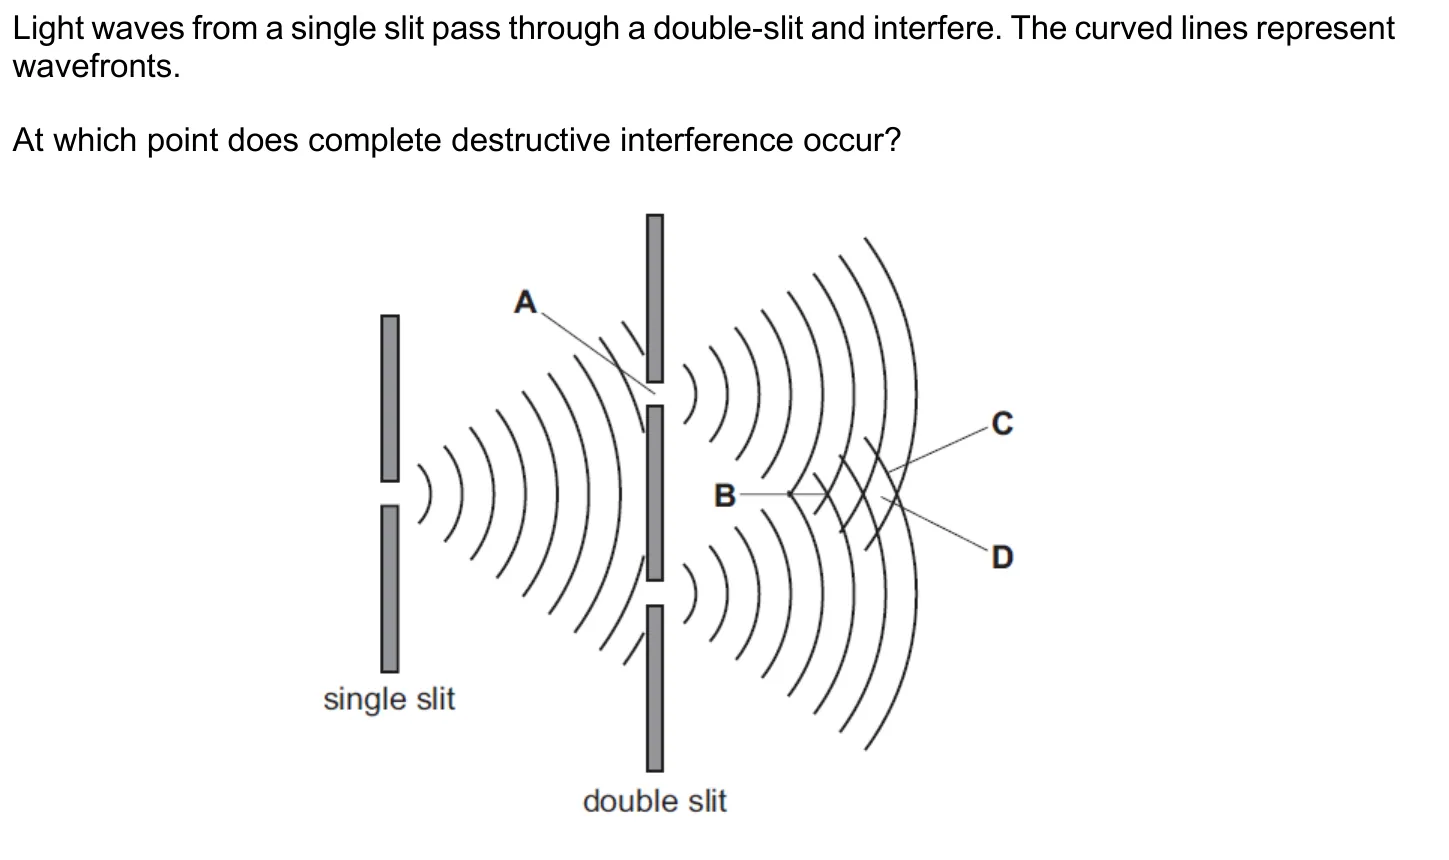 Light waves from a single slit pass through a double-slit and interfere. The curved lines represent
wavefronts.
At which point does complete destructive interference occur?
A
C
B
D
single slit
double slit